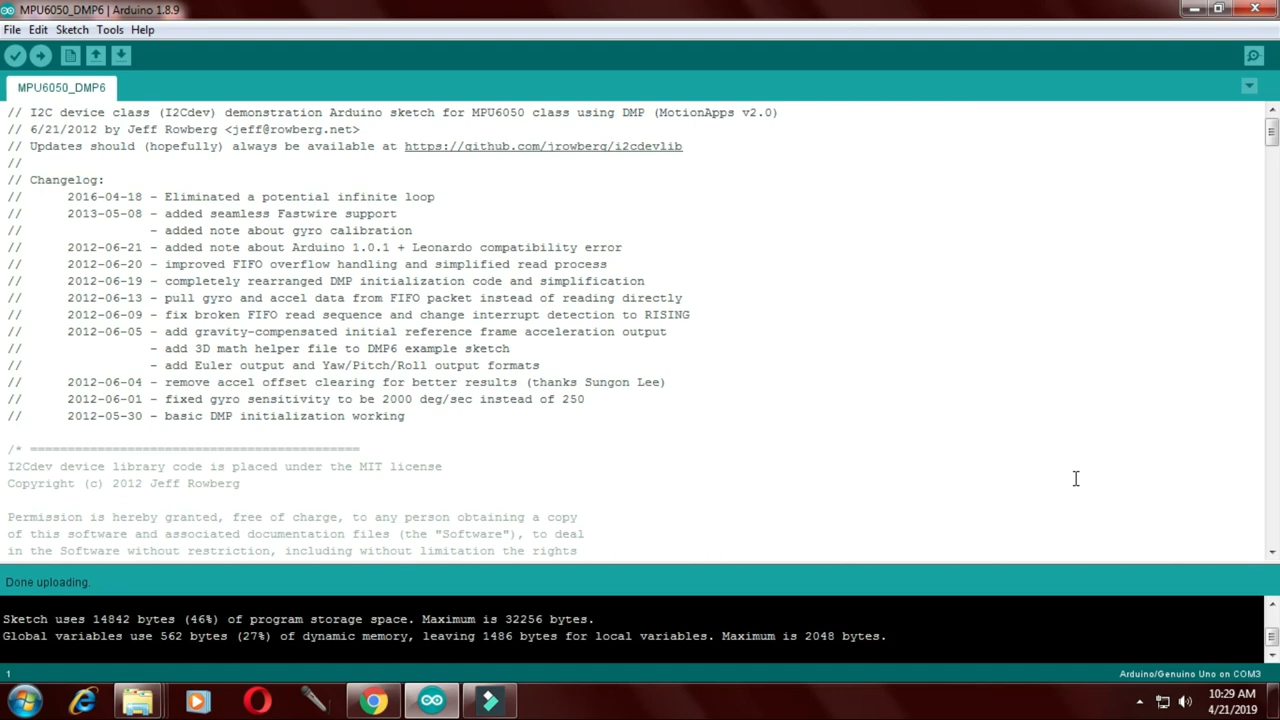 MPU6050_DMP6 | Arduino 1.8.9
File Edit Sketch Tools Help
MPU6050_DMP6
// I2C device class (I2Cdev) demonstration Arduino sketch for MPU6050 class using DMP (MotionApps v2.0)
// 6/21/2012 by Jeff Rowberg <jeff@rowberg.net>
// Updates should (hopefully) always be available at https://github.com/jrowberg/i2cdevlib
//
// Changelog:
//      2016-04-18 - Eliminated a potential infinite loop
//      2013-05-08 - added seamless Fastwire support
//                 - added note about gyro calibration
//      2012-06-21 - added note about Arduino 1.0.1 + Leonardo compatibility error
//      2012-06-20 - improved FIFO overflow handling and simplified read process
//      2012-06-19 - completely rearranged DMP initialization code and simplification
//      2012-06-13 - pull gyro and accel data from FIFO packet instead of reading directly
//      2012-06-09 - fix broken FIFO read sequence and change interrupt detection to RISING
//      2012-06-05 - add gravity-compensated initial reference frame acceleration output
//                 - add 3D math helper file to DMP6 example sketch
//                 - add Euler output and Yaw/Pitch/Roll output formats
//      2012-06-04 - remove accel offset clearing for better results (thanks Sungon Lee)
//      2012-06-01 - fixed gyro sensitivity to be 2000 deg/sec instead of 250
//      2012-05-30 - basic DMP initialization working
/* ============================================
I2Cdev device library code is placed under the MIT license
Copyright (c) 2012 Jeff Rowberg
Permission is hereby granted, free of charge, to any person obtaining a copy
of this software and associated documentation files (the "Software"), to deal
in the Software without restriction, including without limitation the rights
Done uploading.
Sketch uses 14842 bytes (46%) of program storage space. Maximum is 32256 bytes.
Global variables use 562 bytes (27%) of dynamic memory, leaving 1486 bytes for local variables. Maximum is 2048 bytes.
1
Arduino/Genuino Uno on COM3
10:29 AM
4/21/2019